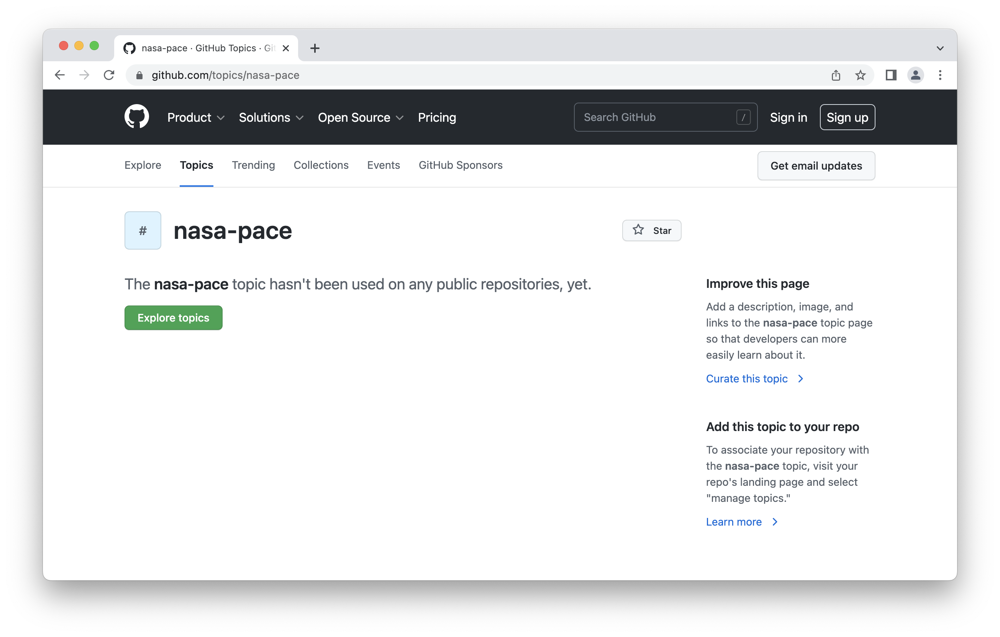 nasa-pace · GitHub Topics · Git
github.com/topics/nasa-pace
Product Solutions Open Source Pricing Search GitHub / Sign in Sign up
Explore Topics Trending Collections Events GitHub Sponsors Get email updates
# nasa-pace Star
The nasa-pace topic hasn't been used on any public repositories, yet.
Explore topics
Improve this page
Add a description, image, and
links to the nasa-pace topic page
so that developers can more
easily learn about it.
Curate this topic
Add this topic to your repo
To associate your repository with
the nasa-pace topic, visit your
repo's landing page and select
"manage topics."
Learn more